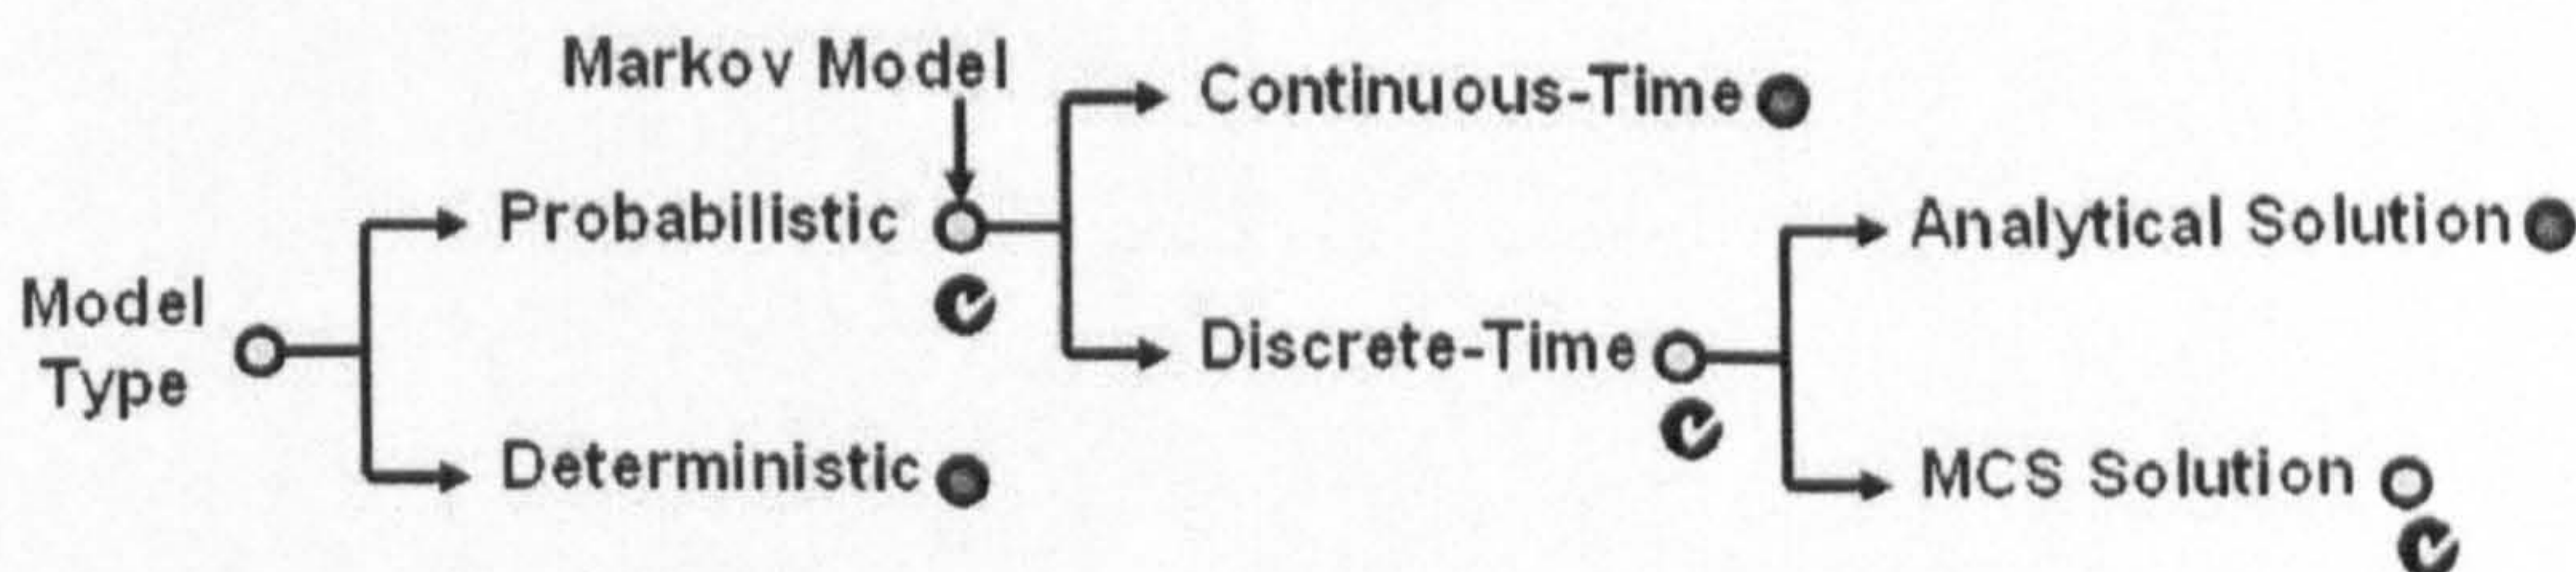 Markov Model
Continuous-Time
Probabilistic
Analytical Solution
Model
Type
Discrete-Time
Deterministic
MCS Solution